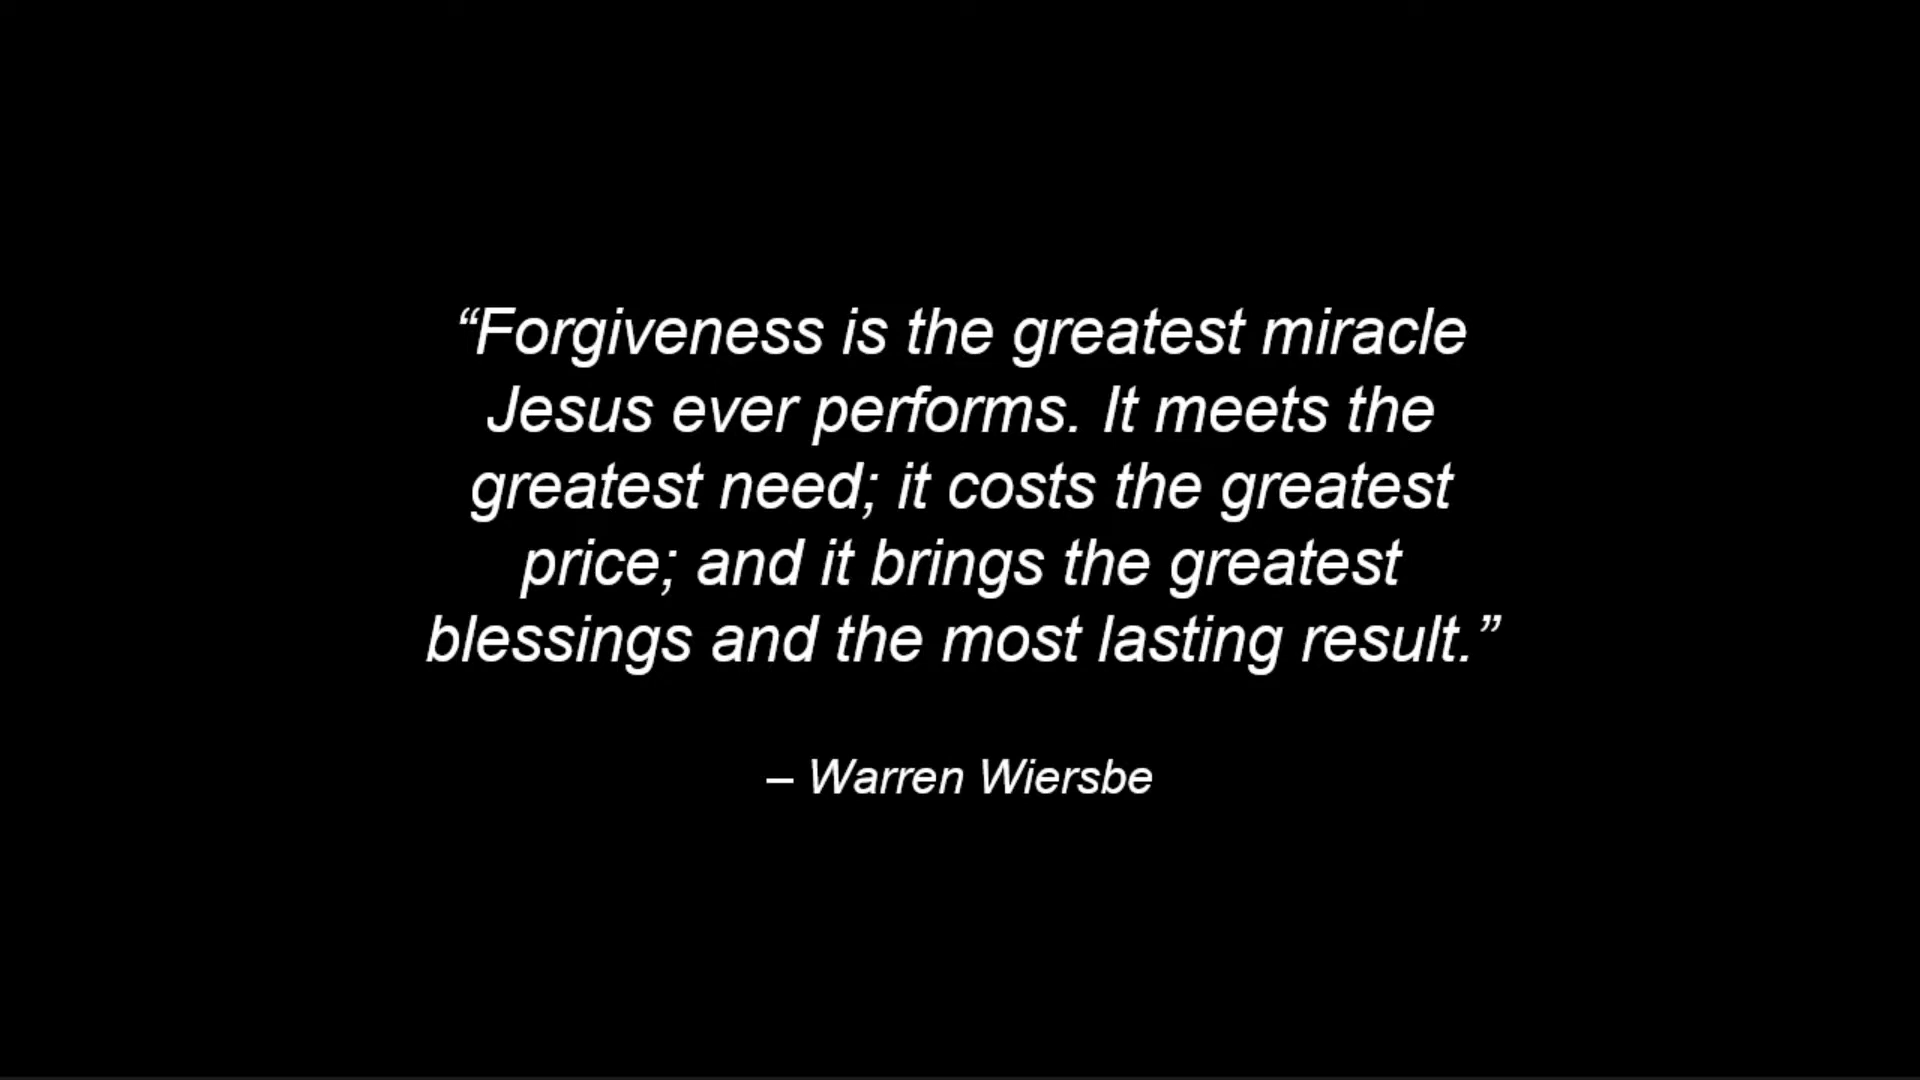 “Forgiveness is the greatest miracle
Jesus ever performs. It meets the
greatest need; it costs the greatest
price; and it brings the greatest
blessings and the most lasting result.”
– Warren Wiersbe